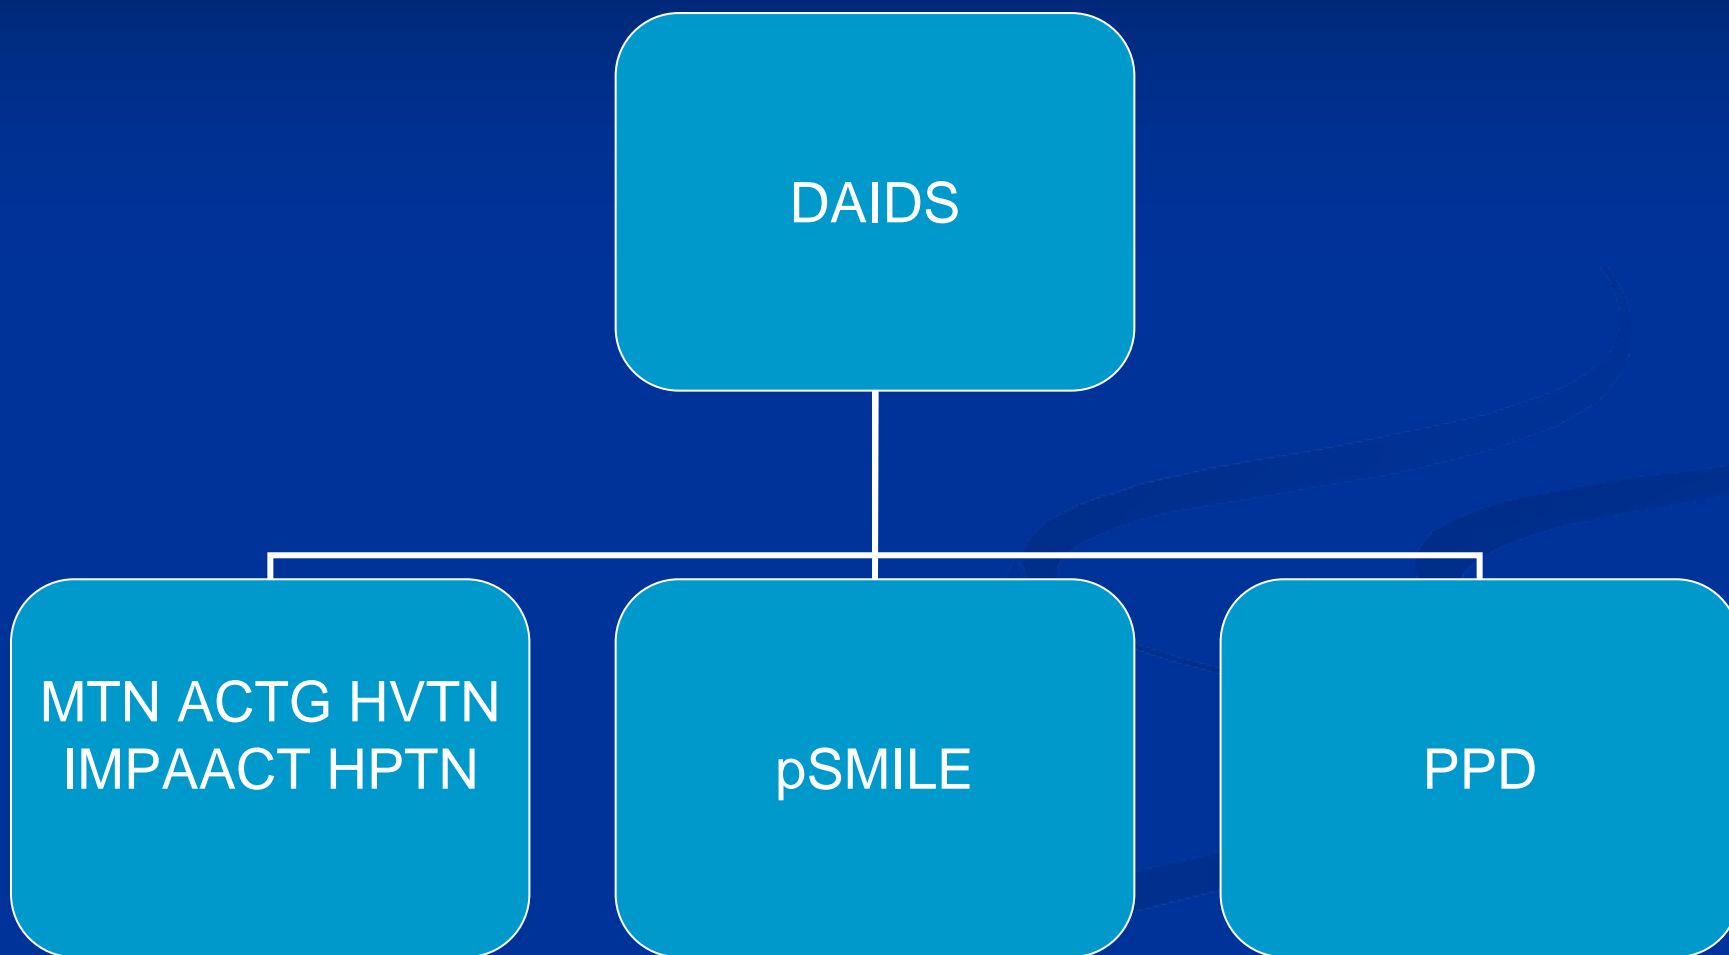 DAIDS
MTN ACTG HVTN
IMPAACT HPTN
pSMILE
PPD